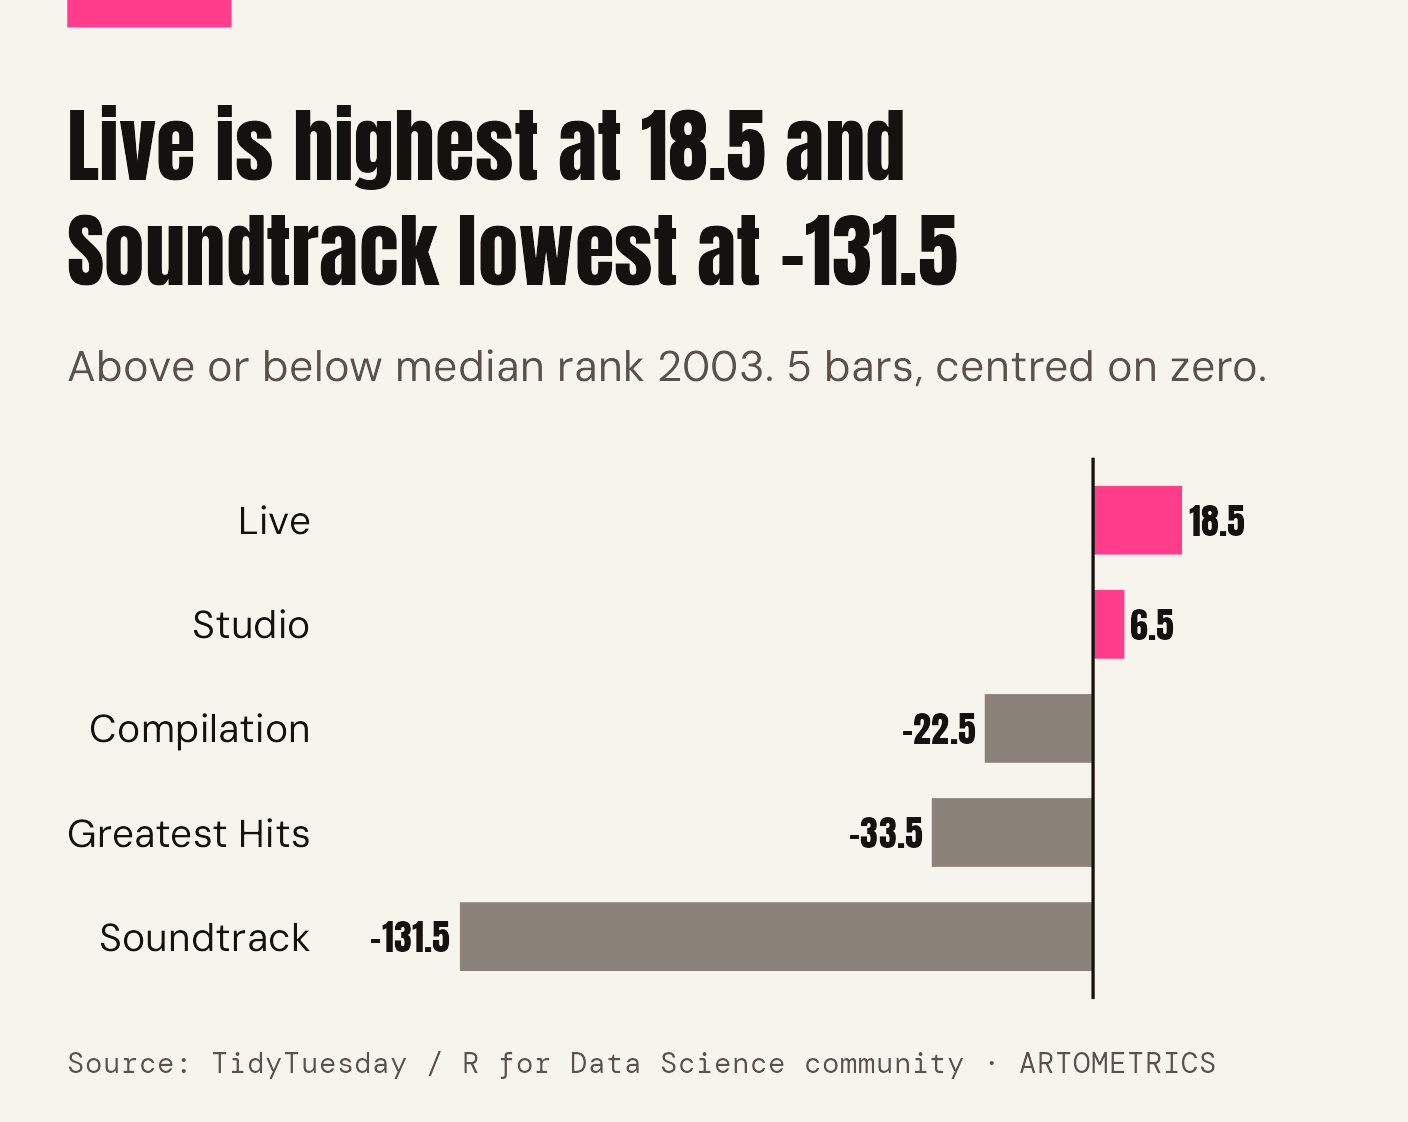 Live is highest at 18.5 and
Soundtrack lowest at -131.5
Above or below median rank 2003. 5 bars, centred on zero.
Live 18.5
Studio 6.5
Compilation -22.5
Greatest Hits -33.5
Soundtrack -131.5
Source: TidyTuesday / R for Data Science community · ARTOMETRICS